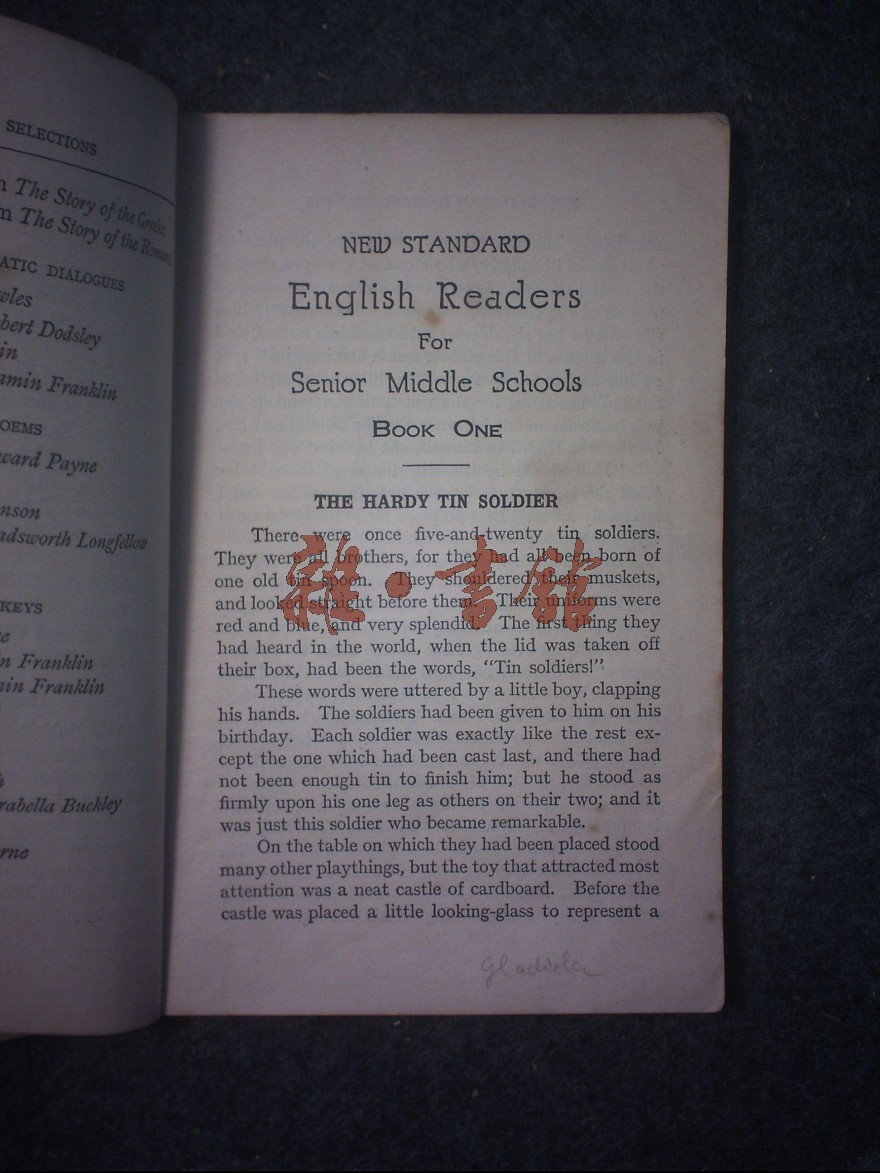 SELECTIONS
The Story of the Greeks
m The Story of the Romans
ATIC DIALOGUES
wles
bert Dodsley
in
amin Franklin
OEMS
ward Payne
nson
adsworth Longfellow
KEYS
e
n Franklin
in Franklin
h
rabella Buckley
rne
NEW STANDARD
English Readers
For
Senior Middle Schools
BOOK ONE
THE HARDY TIN SOLDIER
There were once five-and-twenty tin soldiers.
They were all brothers, for they had all been born of
one old tin spoon. They shouldered their muskets,
and looked straight before them. Their uniforms were
red and blue, and very splendid. The first thing they
had heard in the world, when the lid was taken off
their box, had been the words, "Tin soldiers!"
These words were uttered by a little boy, clapping
his hands. The soldiers had been given to him on his
birthday. Each soldier was exactly like the rest ex-
cept the one which had been cast last, and there had
not been enough tin to finish him; but he stood as
firmly upon his one leg as others on their two; and it
was just this soldier who became remarkable.
On the table on which they had been placed stood
many other playthings, but the toy that attracted most
attention was a neat castle of cardboard. Before the
castle was placed a little looking-glass to represent a
雜·書館